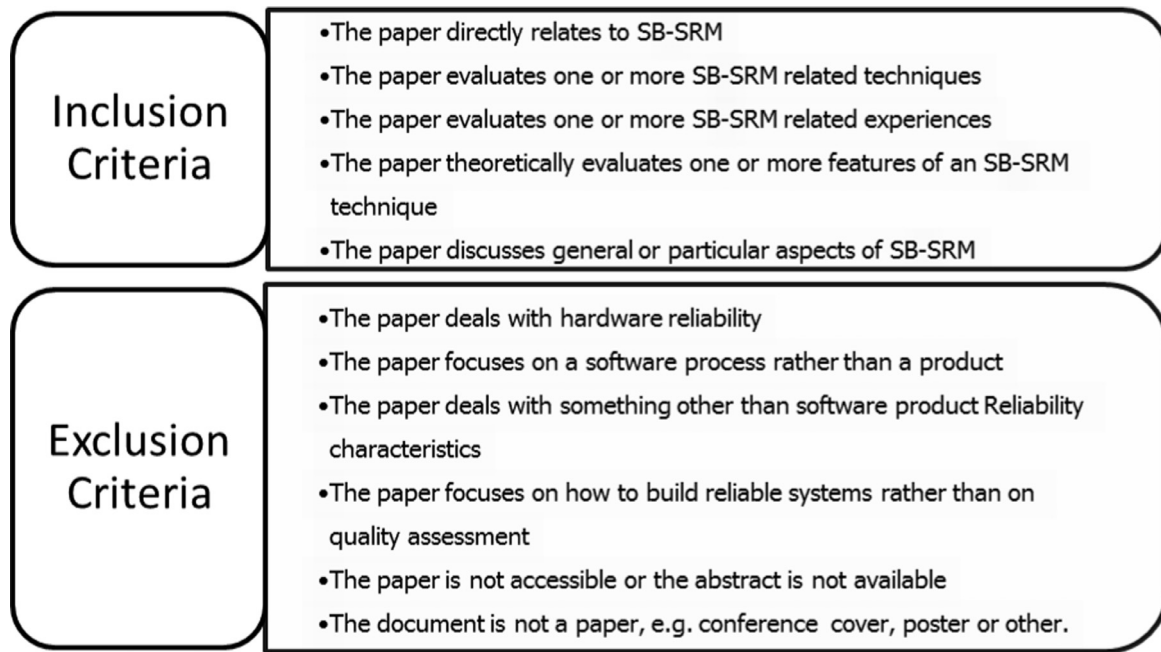 Inclusion
Criteria
•The paper directly relates to SB-SRM
•The paper evaluates one or more SB-SRM related techniques
•The paper evaluates one or more SB-SRM related experiences
•The paper theoretically evaluates one or more features of an SB-SRM
technique
•The paper discusses general or particular aspects of SB-SRM
Exclusion
Criteria
•The paper deals with hardware reliability
•The paper focuses on a software process rather than a product
•The paper deals with something other than software product Reliability
characteristics
•The paper focuses on how to build reliable systems rather than on
quality assessment
•The paper is not accessible or the abstract is not available
•The document is not a paper, e.g. conference cover, poster or other.